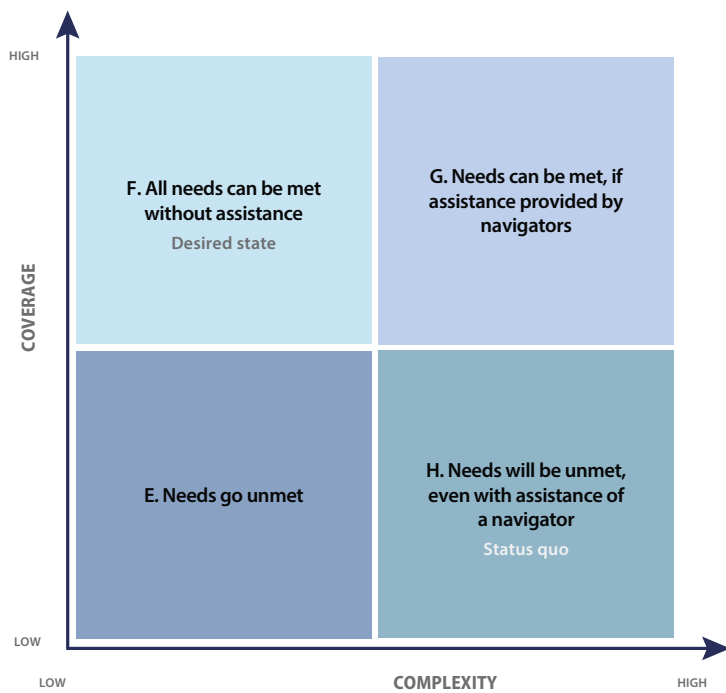 HIGH
F. All needs can be met
without assistance
Desired state
G. Needs can be met, if
assistance provided by
navigators
COVERAGE
E. Needs go unmet
H. Needs will be unmet,
even with assistance of
a navigator
Status quo
LOW
LOW
COMPLEXITY
HIGH